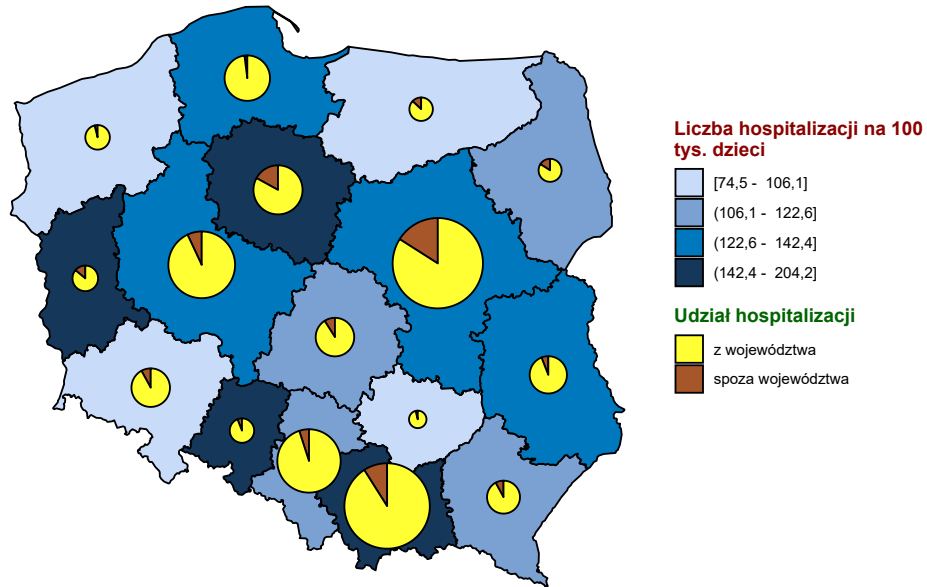 Liczba hospitalizacji na 100
tys. dzieci
[74,5 - 106,1]
(106,1 - 122,6]
(122,6 - 142,4]
(142,4 - 204,2]
Udział hospitalizacji
z województwa
spoza województwa